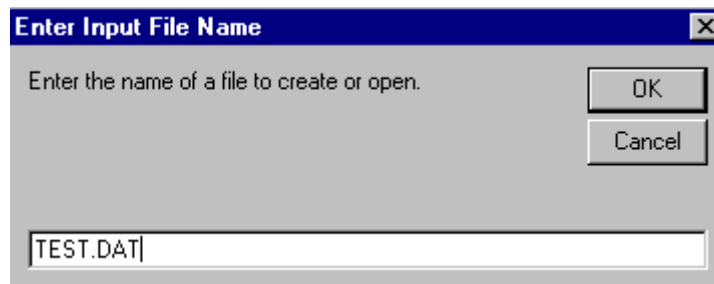 Enter Input File Name
Enter the name of a file to create or open.
OK
Cancel
TEST.DAT